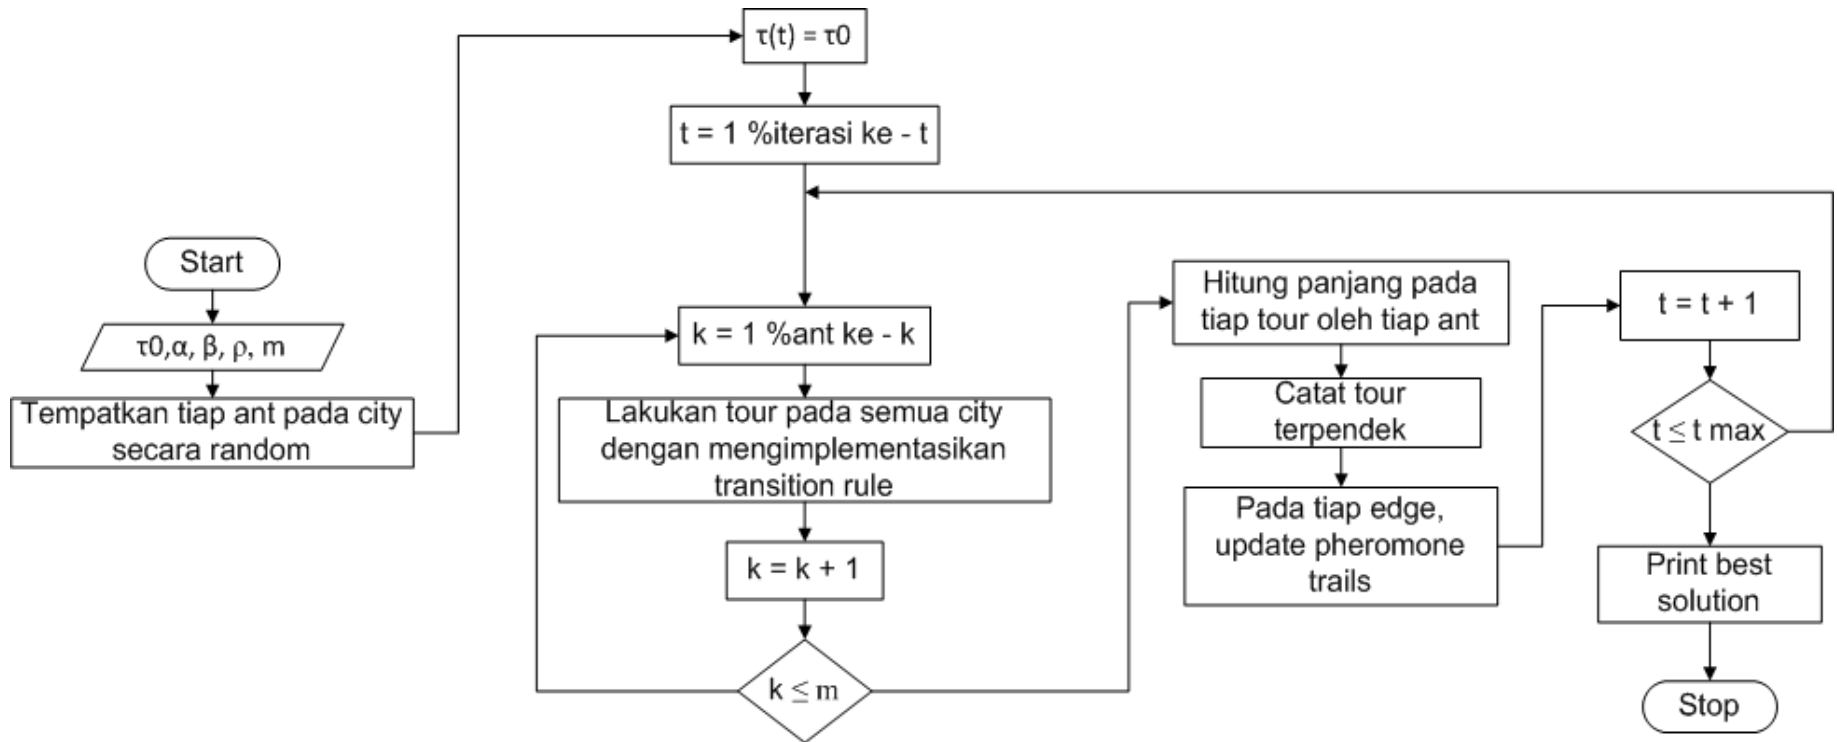 Start
τ0,α, β, ρ, m
Tempatkan tiap ant pada city
secara random
τ(t) = τ0
t = 1 %iterasi ke - t
k = 1 %ant ke - k
Lakukan tour pada semua city
dengan mengimplementasikan
transition rule
k = k + 1
k ≤ m
Hitung panjang pada
tiap tour oleh tiap ant
Catat tour
terpendek
Pada tiap edge,
update pheromone
trails
t = t + 1
t ≤ t max
Print best
solution
Stop